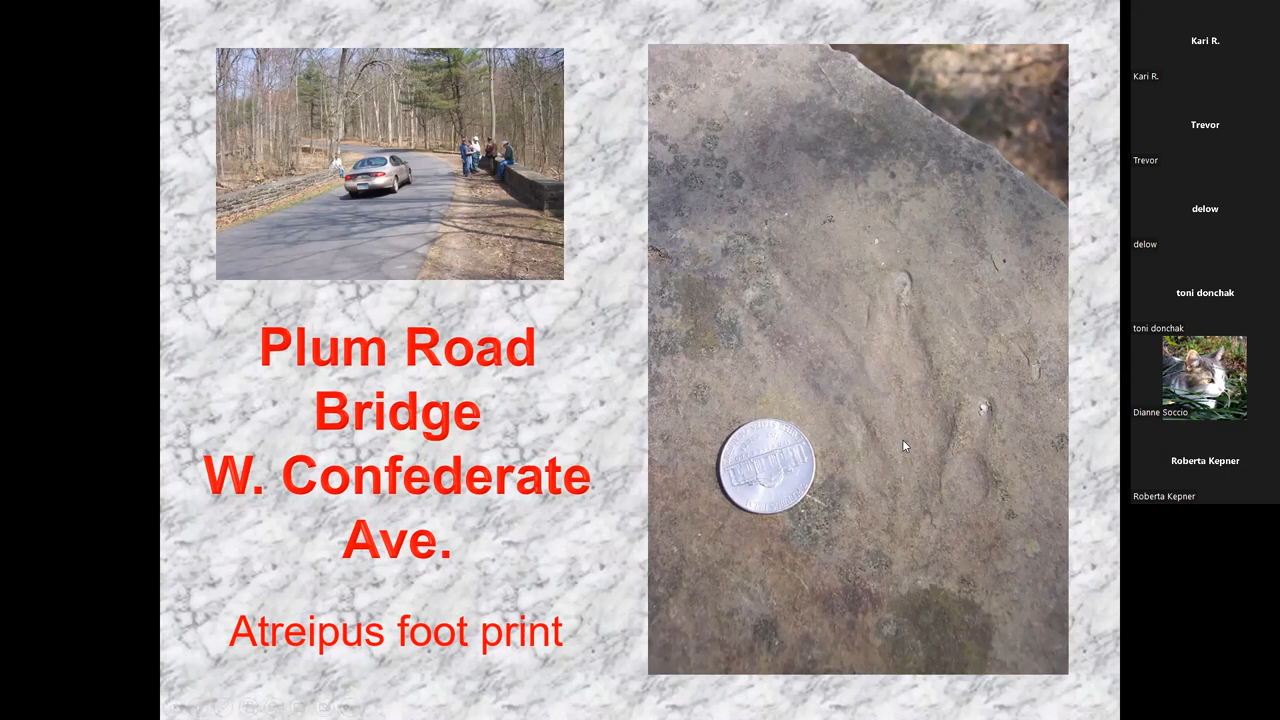 Plum Road
Bridge
W. Confederate
Ave.
Atreipus foot print
Kari R.
Kari R.
Trevor
Trevor
delow
delow
toni donchak
toni donchak
Dianne Soccio
Roberta Kepner
Roberta Kepner